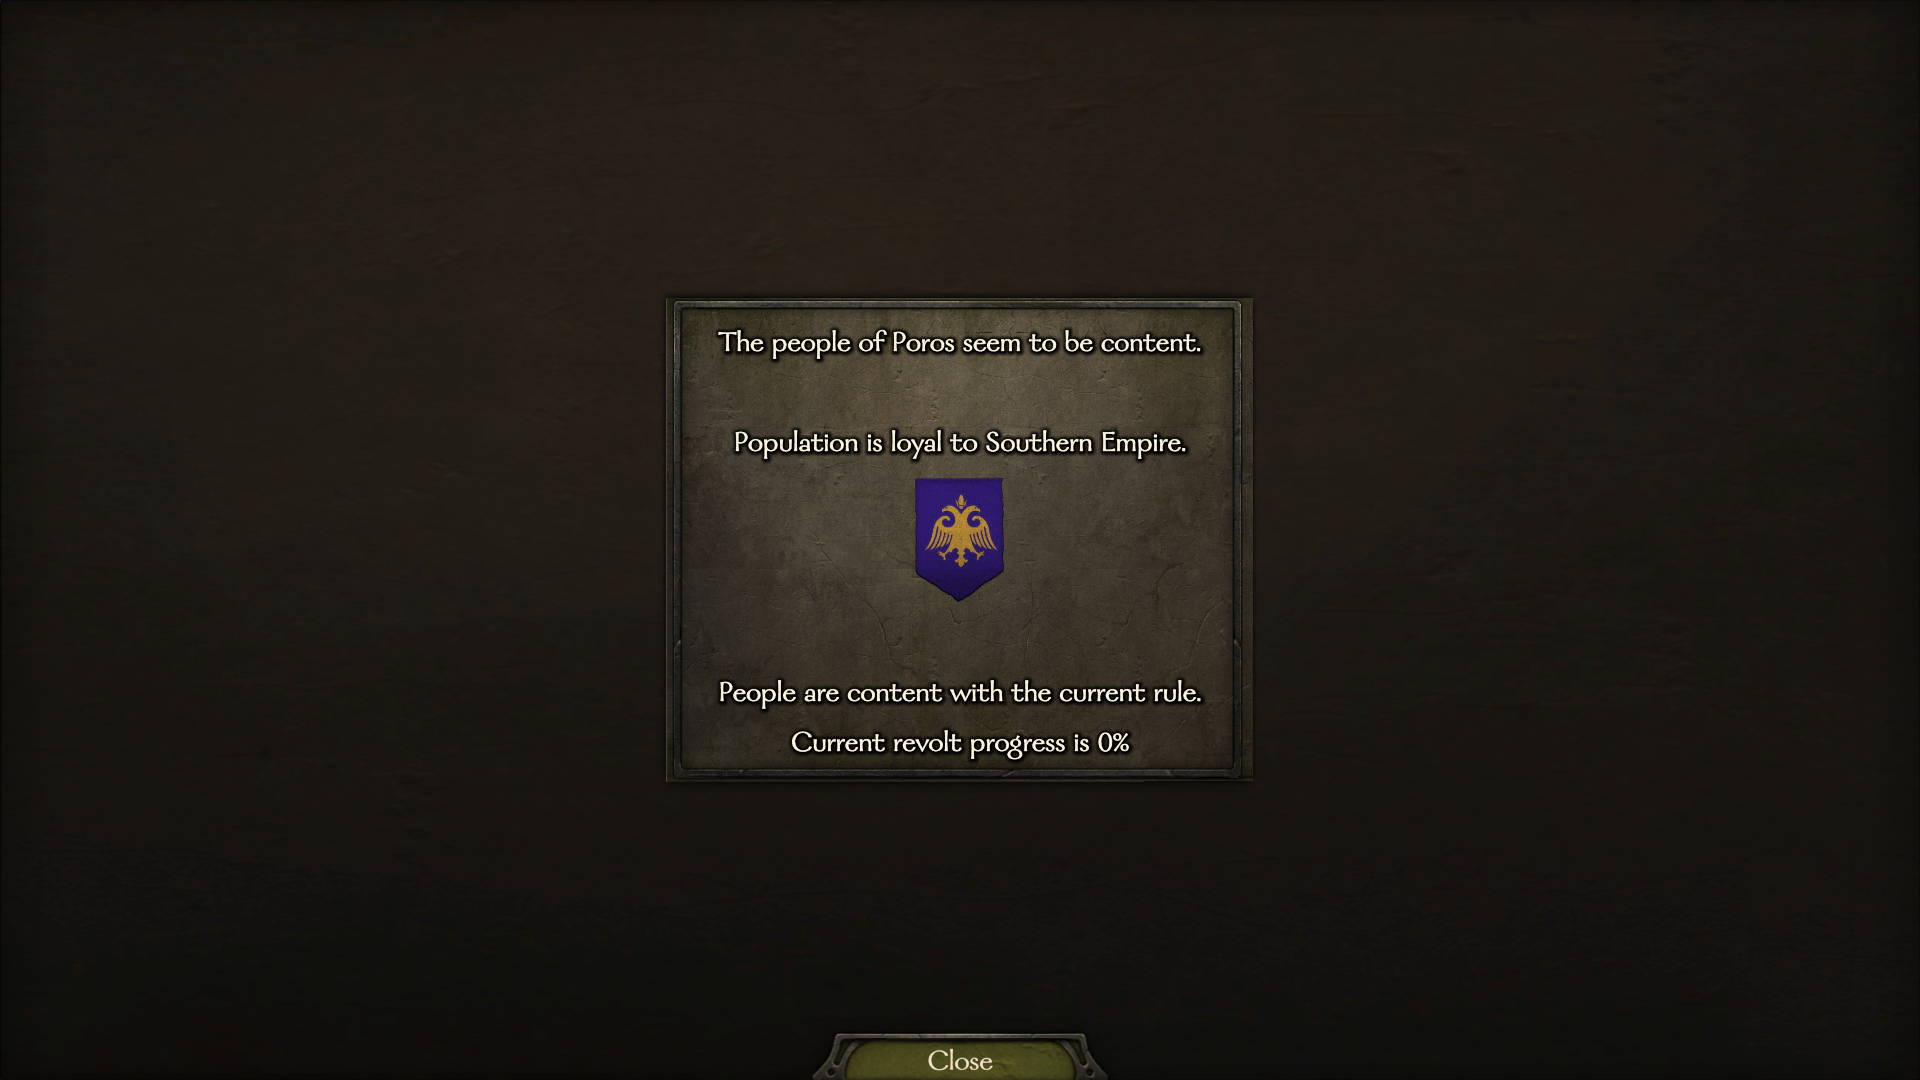 The people of Poros seem to be content.
Population is loyal to Southern Empire.
People are content with the current rule.
Current revolt progress is 0%
Close